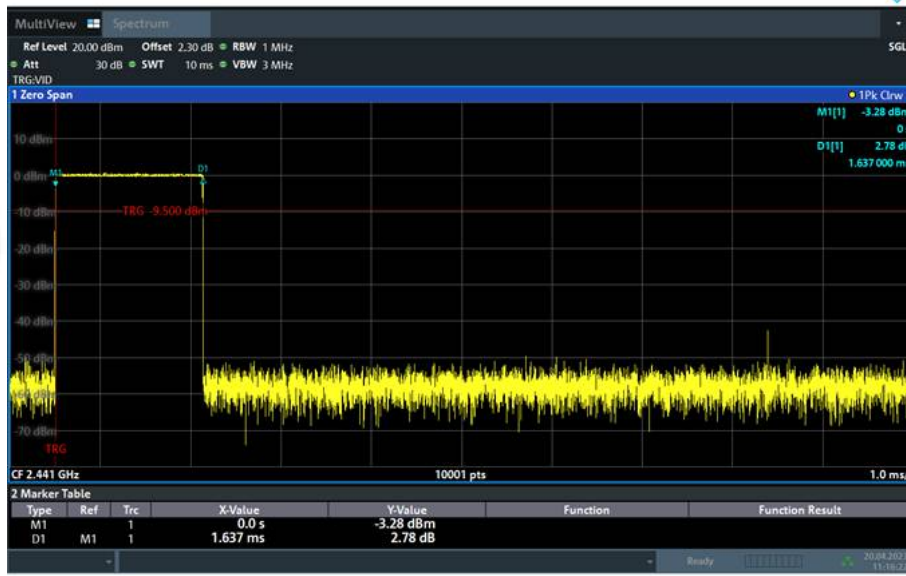 MultiView Spectrum
Ref Level 20.00 dBm Offset 2.30 dB RBW 1 MHz
SGL
Att 30 dB SWT 10 ms VBW 3 MHz
TRG:VID
1 Zero Span 1Pk Clrw
M1[1] -3.28 dBm
0
10 dBm
D1[1] 2.78 d
1.637 000 m
0 dBm M1 D1
-10 dBm TRG -9.500 dBm
-20 dBm
-30 dBm
-40 dBm
-50 dBm
-60 dBm
-70 dBm
TRG
CF 2.441 GHz 10001 pts 1.0 ms/
2 Marker Table
Type Ref Trc X-Value Y-Value Function Function Result
M1 1 0.0 s -3.28 dBm
D1 M1 1 1.637 ms 2.78 dB
Ready